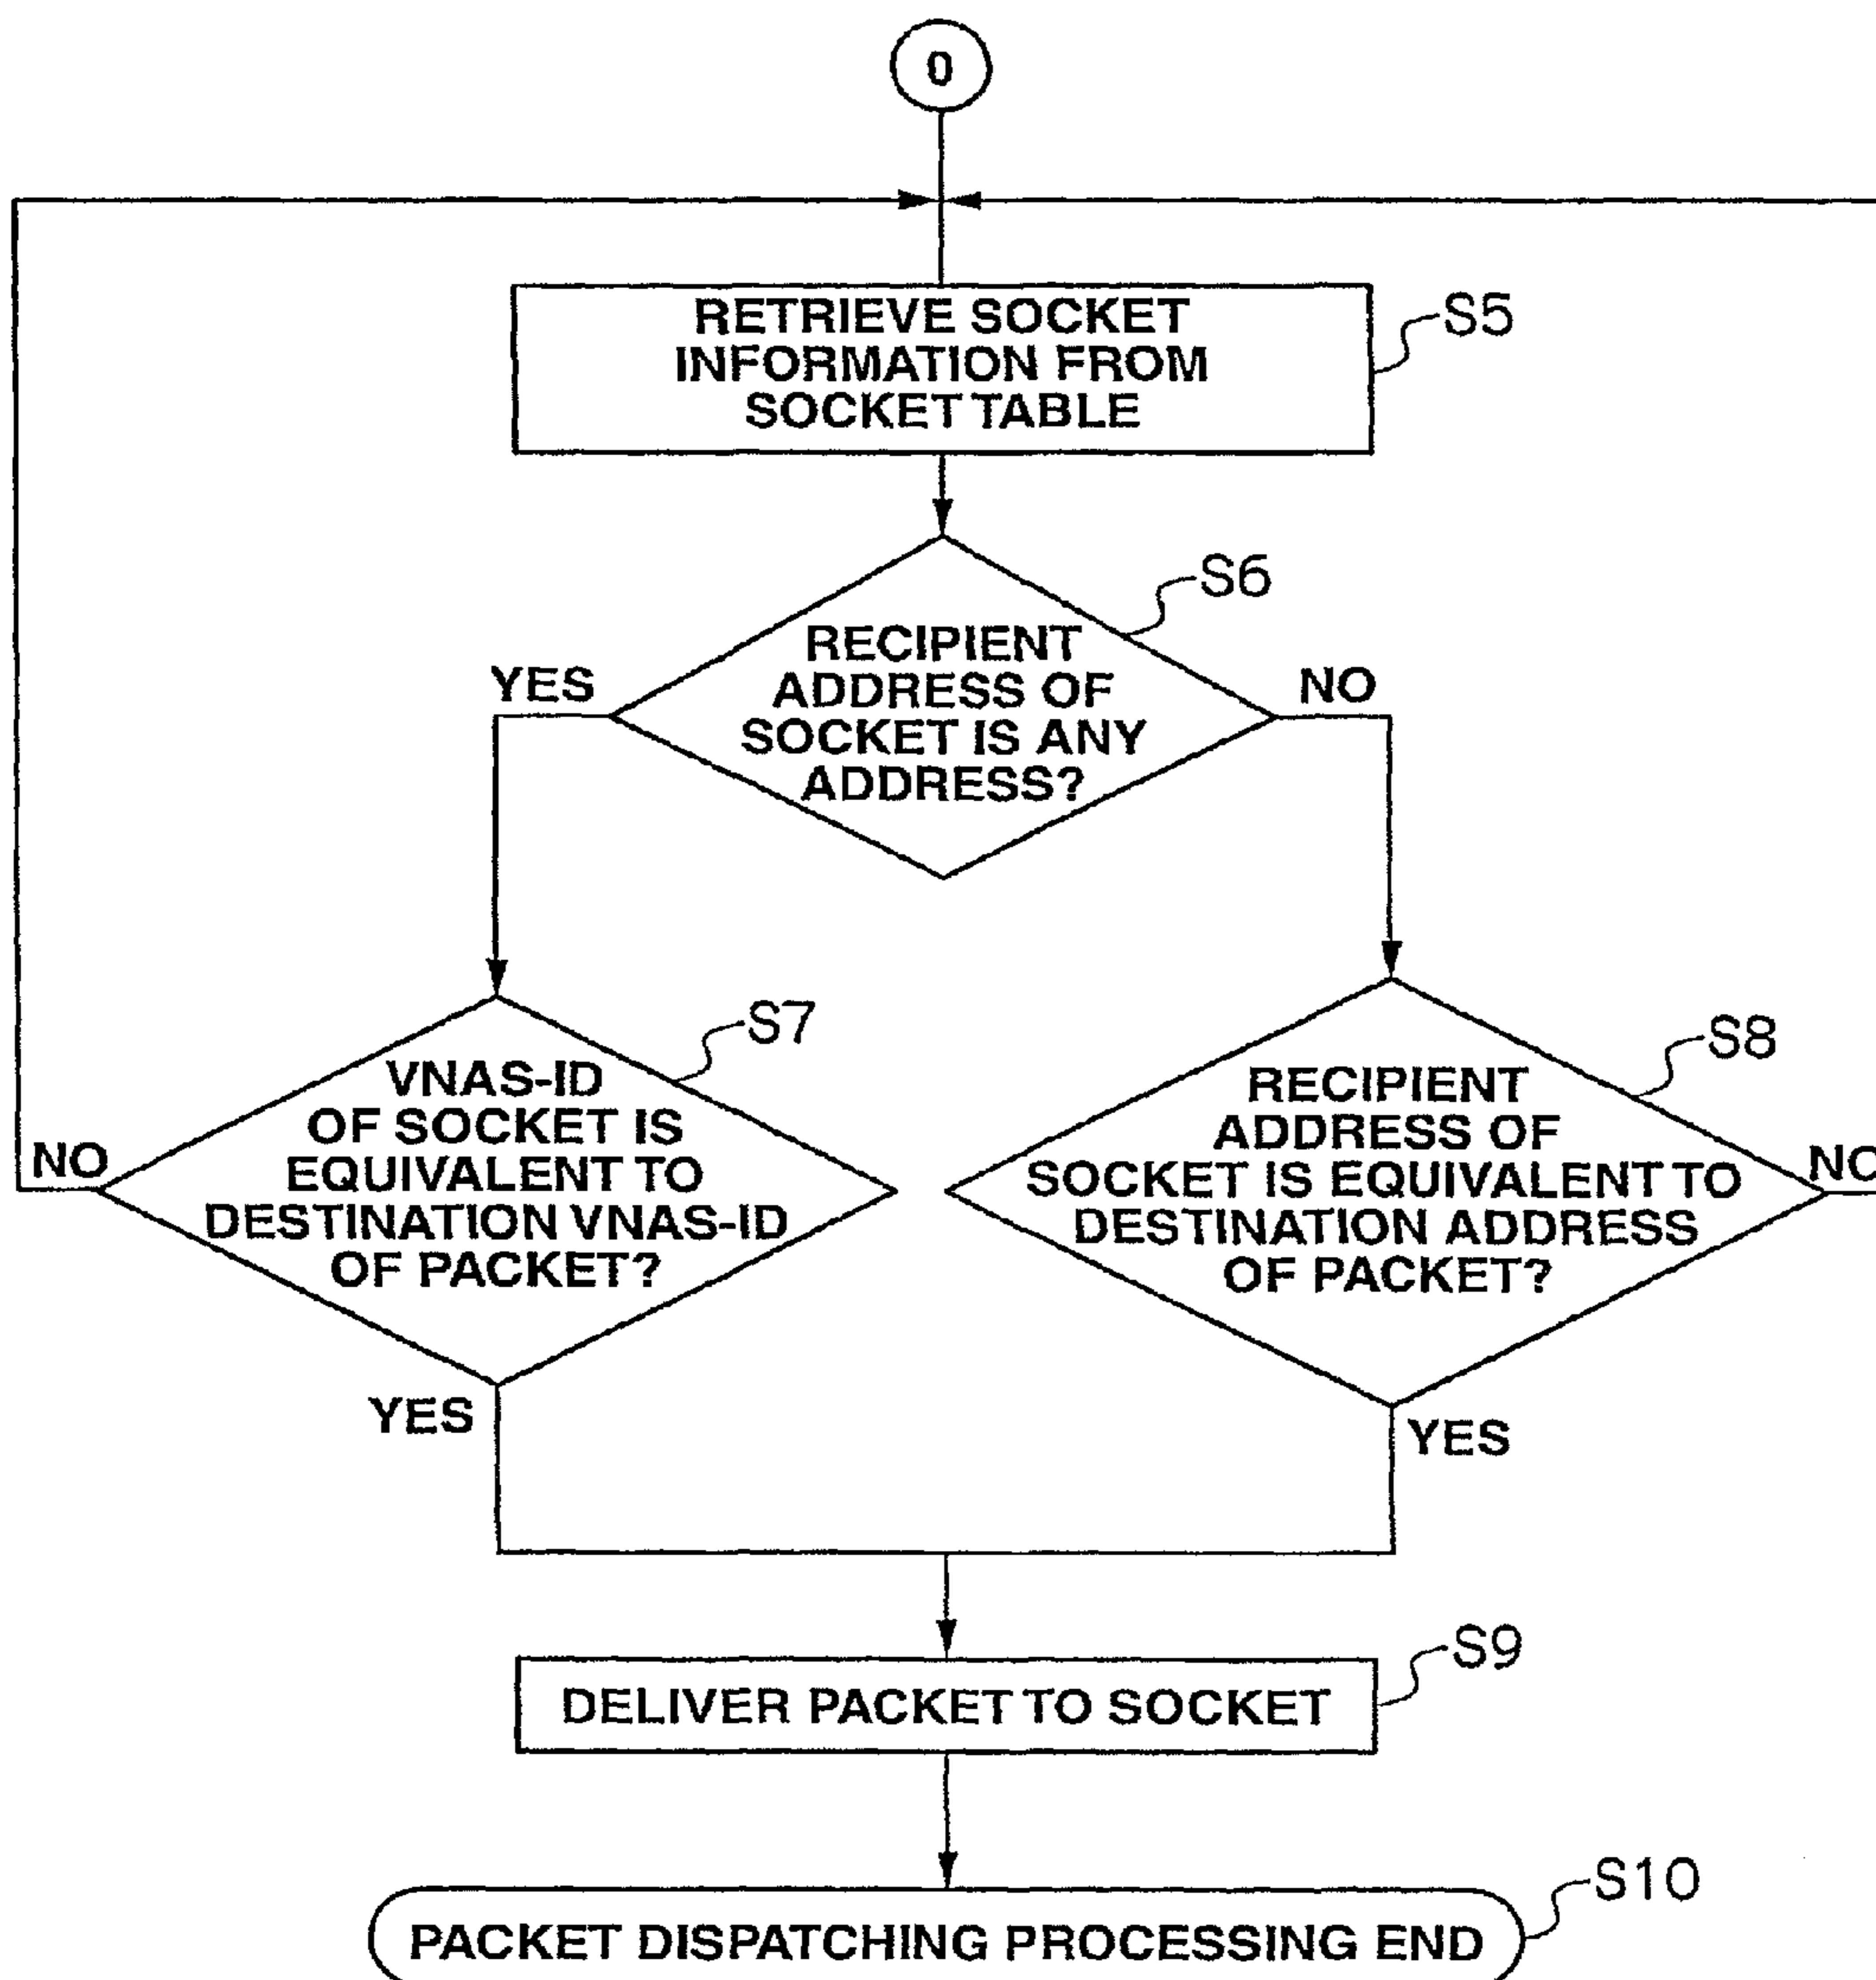 0
RETRIEVE SOCKET
INFORMATION FROM
SOCKET TABLE
S5
S6
RECIPIENT
ADDRESS OF
SOCKET IS ANY
ADDRESS?
YES
NO
S7
VNAS-ID
OF SOCKET IS
EQUIVALENT TO
DESTINATION VNAS-ID
OF PACKET?
NO
YES
S8
RECIPIENT
ADDRESS OF
SOCKET IS EQUIVALENT TO
DESTINATION ADDRESS
OF PACKET?
NO
YES
S9
DELIVER PACKET TO SOCKET
S10
PACKET DISPATCHING PROCESSING END